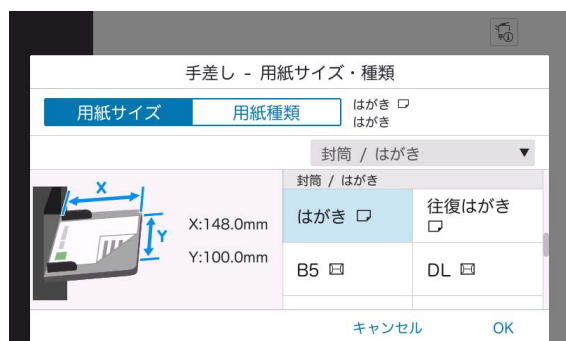 手差し - 用紙サイズ・種類
用紙サイズ
用紙種類
はがき
はがき
封筒 / はがき ▼
封筒 / はがき
X
Y
X:148.0mm
Y:100.0mm
はがき
往復はがき
B5
DL
キャンセル
OK